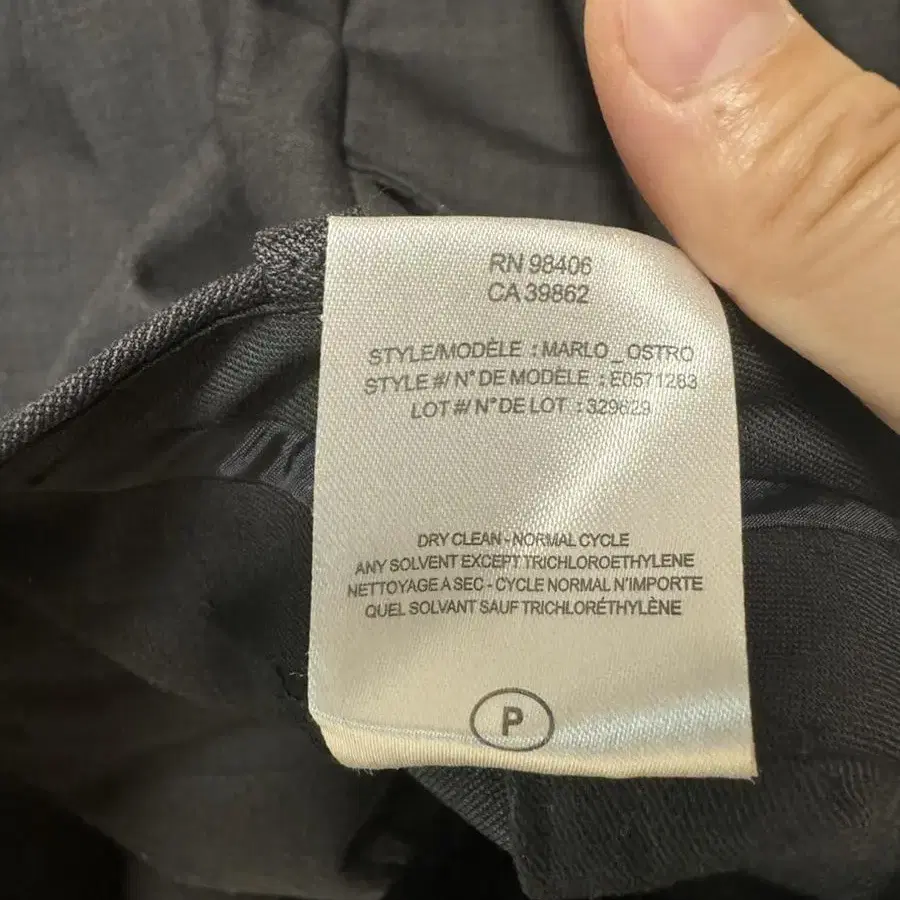 RN 98406
CA 39862
STYLE/MODÈLE : MARLO_OSTRO
STYLE #/ N° DE MODÈLE : E0571283
LOT #/ N° DE LOT : 329829
DRY CLEAN - NORMAL CYCLE
ANY SOLVENT EXCEPT TRICHLOROETHYLENE
NETTOYAGE A SEC - CYCLE NORMAL N'IMPORTE
QUEL SOLVANT SAUF TRICHLORÉTHYLÈNE
P